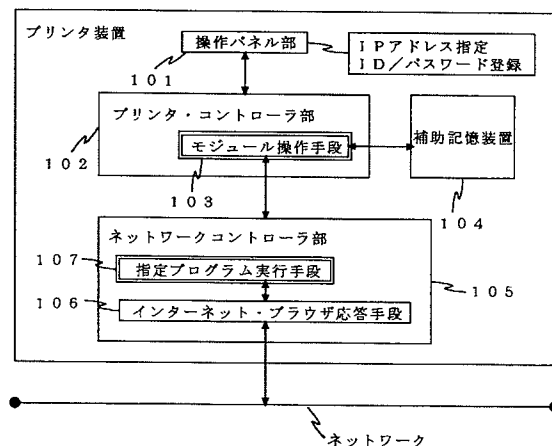 プリンタ装置
操作パネル部
IPアドレス指定
ID/パスワード登録
101
プリンタ・コントローラ部
モジュール操作手段
補助記憶装置
102
103
104
ネットワークコントローラ部
107
指定プログラム実行手段
105
106
インターネット・ブラウザ応答手段
ネットワーク